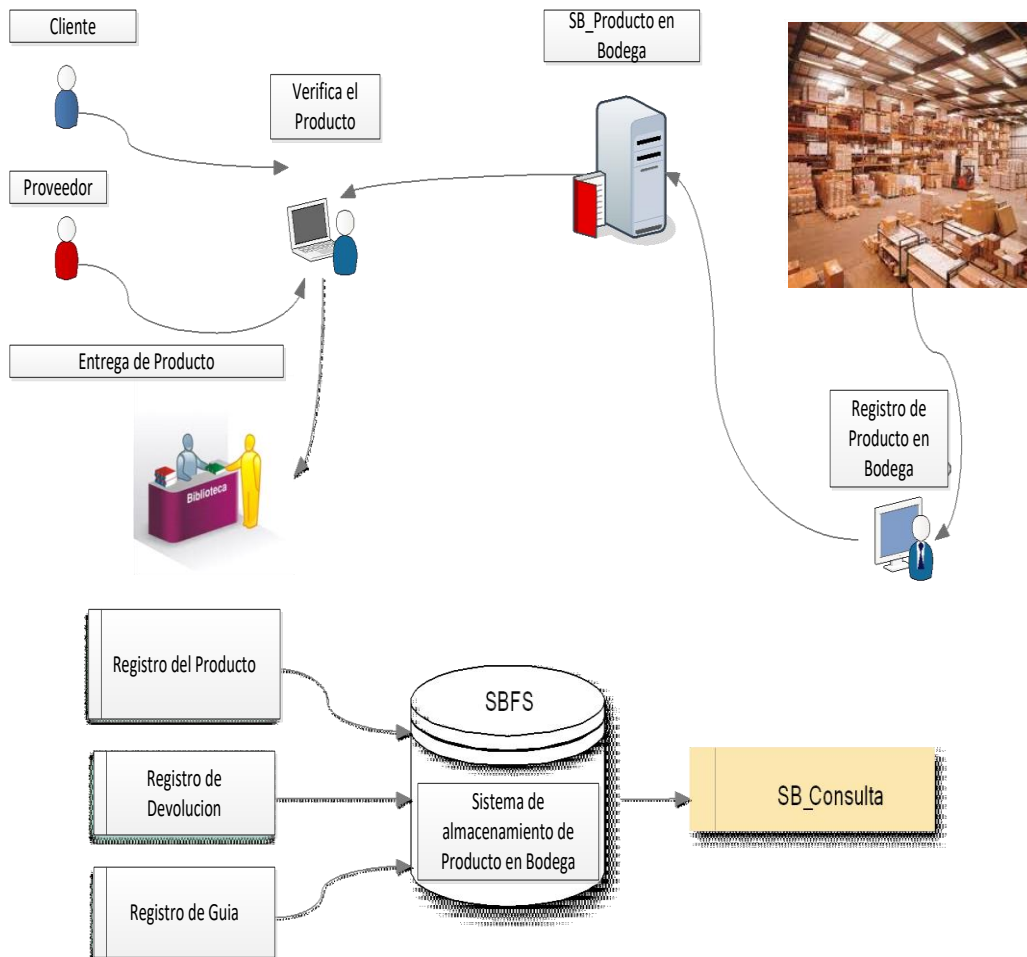 Cliente
SB_Producto en
Bodega
Verifica el
Producto
Proveedor
Entrega de Producto
Biblioteca
Registro de
Producto en
Bodega
Registro del Producto
SBFS
Registro de
Devolucion
Sistema de
almacenamiento de
Producto en Bodega
SB_Consulta
Registro de Guia